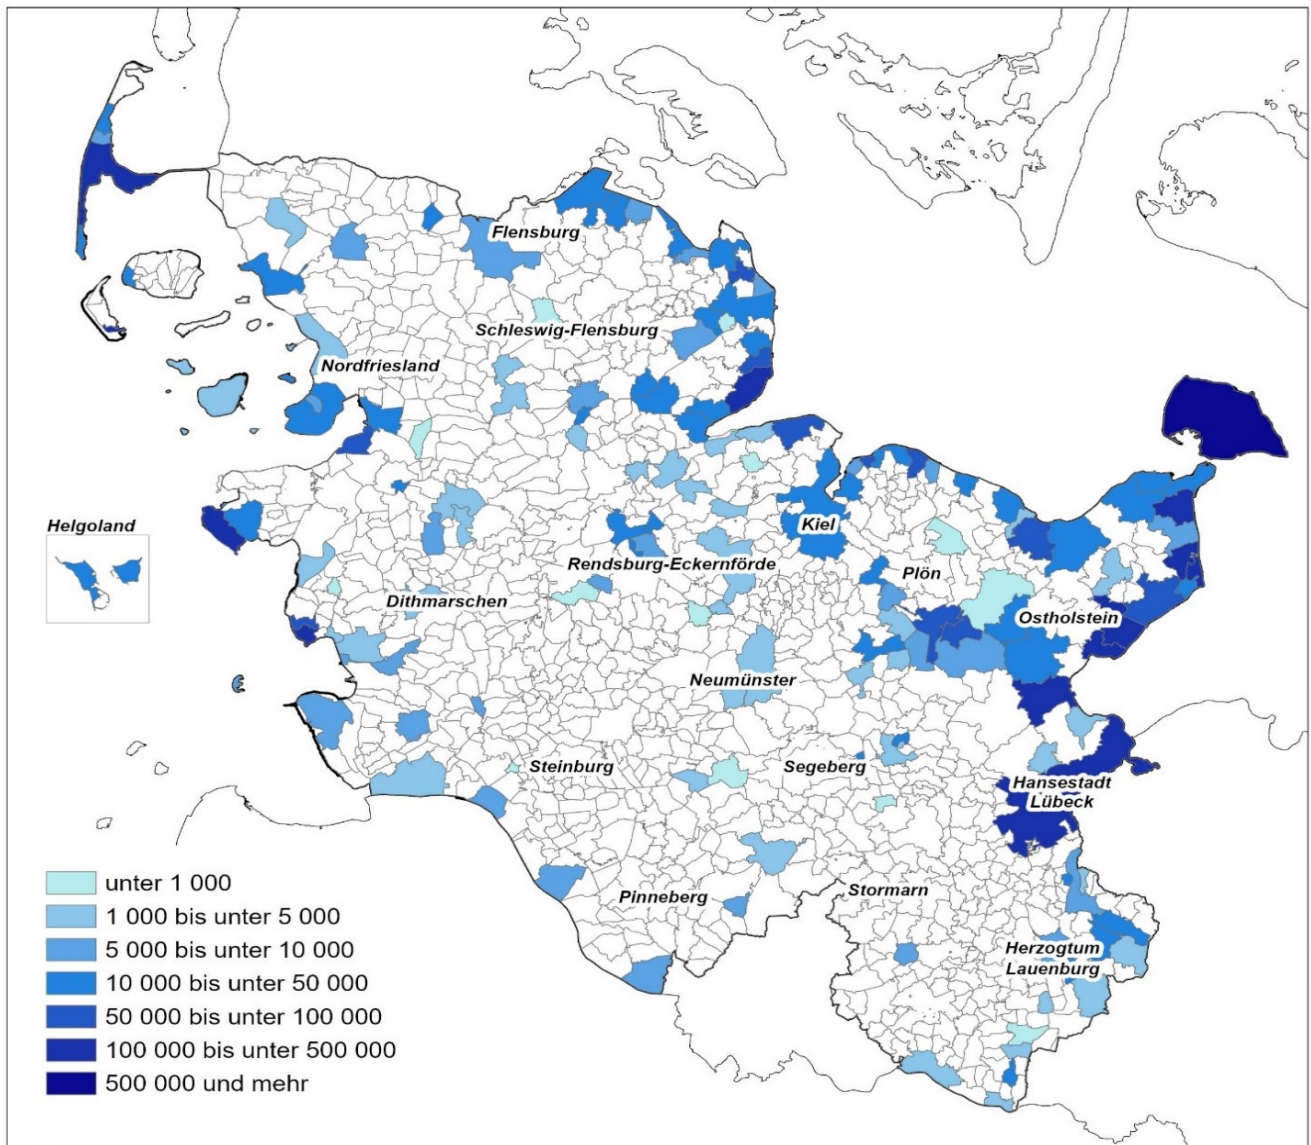 Flensburg
Schleswig-Flensburg
Nordfriesland
Helgoland
Kiel
Rendsburg-Eckernförde
Plön
Dithmarschen
Ostholstein
Neumünster
Steinburg
Segeberg
Hansestadt
Lübeck
Pinneberg
Stormarn
Herzogtum
Lauenburg
unter 1 000
1 000 bis unter 5 000
5 000 bis unter 10 000
10 000 bis unter 50 000
50 000 bis unter 100 000
100 000 bis unter 500 000
500 000 und mehr